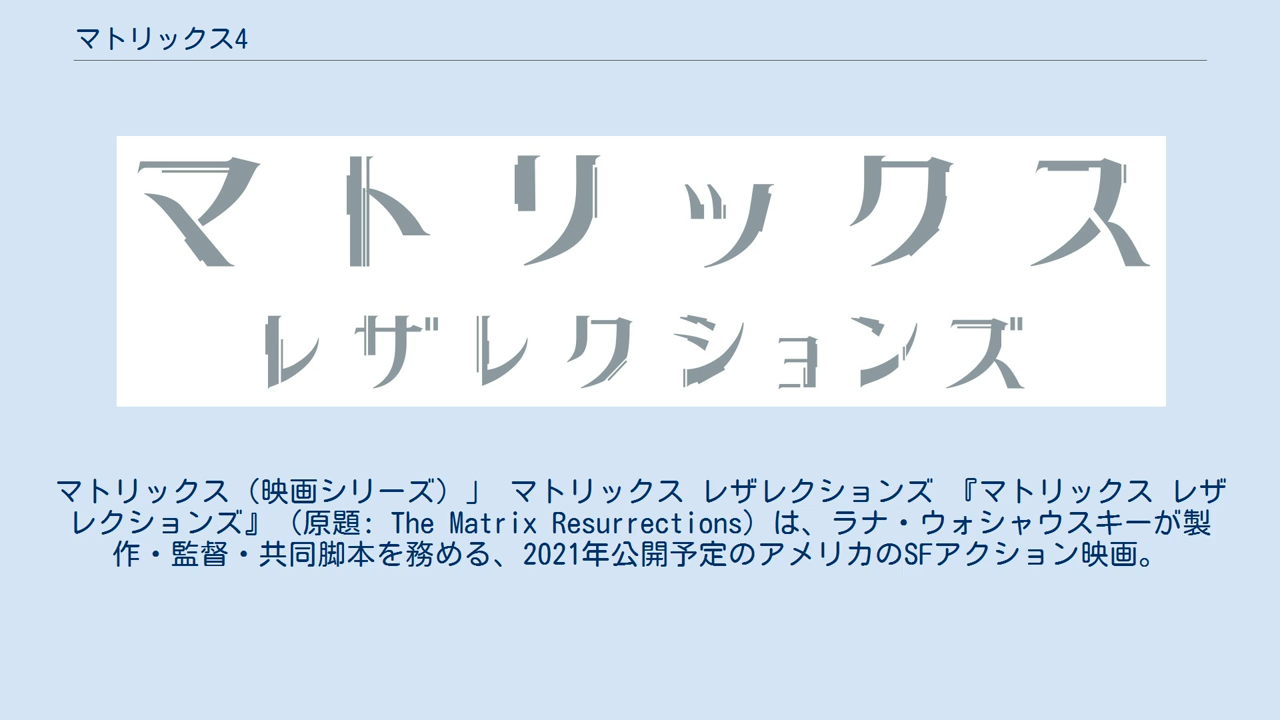 マトリックス4
マトリックス
レザレクションズ
マトリックス（映画シリーズ）」 マトリックス レザレクションズ 『マトリックス レザ
レクションズ』（原題: The Matrix Resurrections）は、ラナ・ウォシャウスキーが製
作・監督・共同脚本を務める、2021年公開予定のアメリカのSFアクション映画。